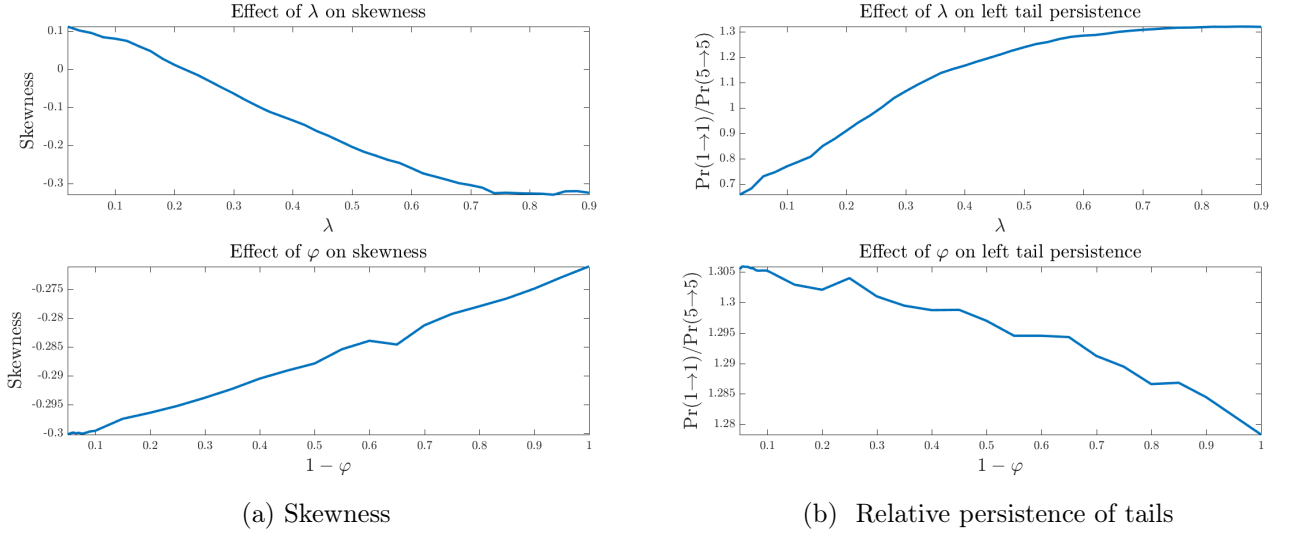 Effect of λ on skewness
Skewness
0.1
0
-0.1
-0.2
-0.3
0.1 0.2 0.3 0.4 0.5 0.6 0.7 0.8 0.9
λ
Effect of λ on left tail persistence
Pr(1→1)/Pr(5→5)
1.3
1.2
1.1
1
0.9
0.8
0.7
0.1 0.2 0.3 0.4 0.5 0.6 0.7 0.8 0.9
λ
Effect of φ on skewness
Skewness
-0.275
-0.28
-0.285
-0.29
-0.295
-0.3
0.1 0.2 0.3 0.4 0.5 0.6 0.7 0.8 0.9 1
1 − φ
Effect of φ on left tail persistence
Pr(1→1)/Pr(5→5)
1.305
1.3
1.295
1.29
1.285
1.28
0.1 0.2 0.3 0.4 0.5 0.6 0.7 0.8 0.9 1
1 − φ
(a) Skewness
(b) Relative persistence of tails